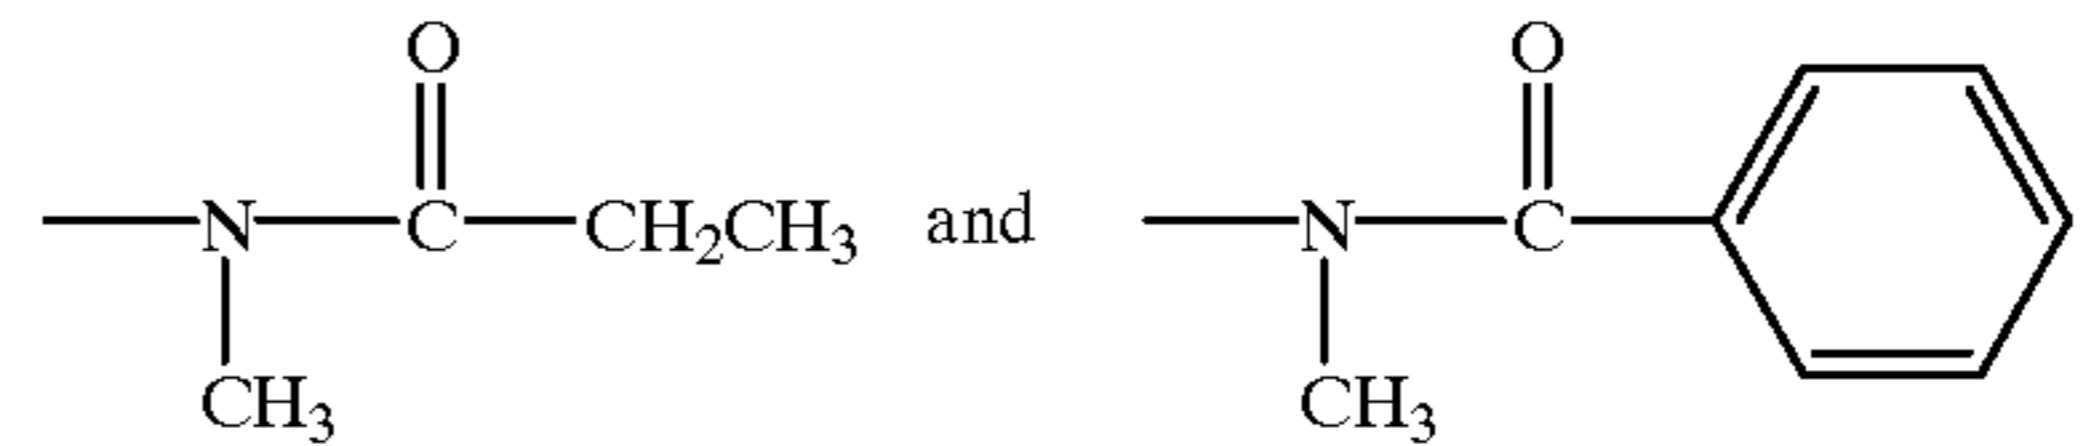 O O
N C CH₂CH₃ and N C
CH₃ CH₃